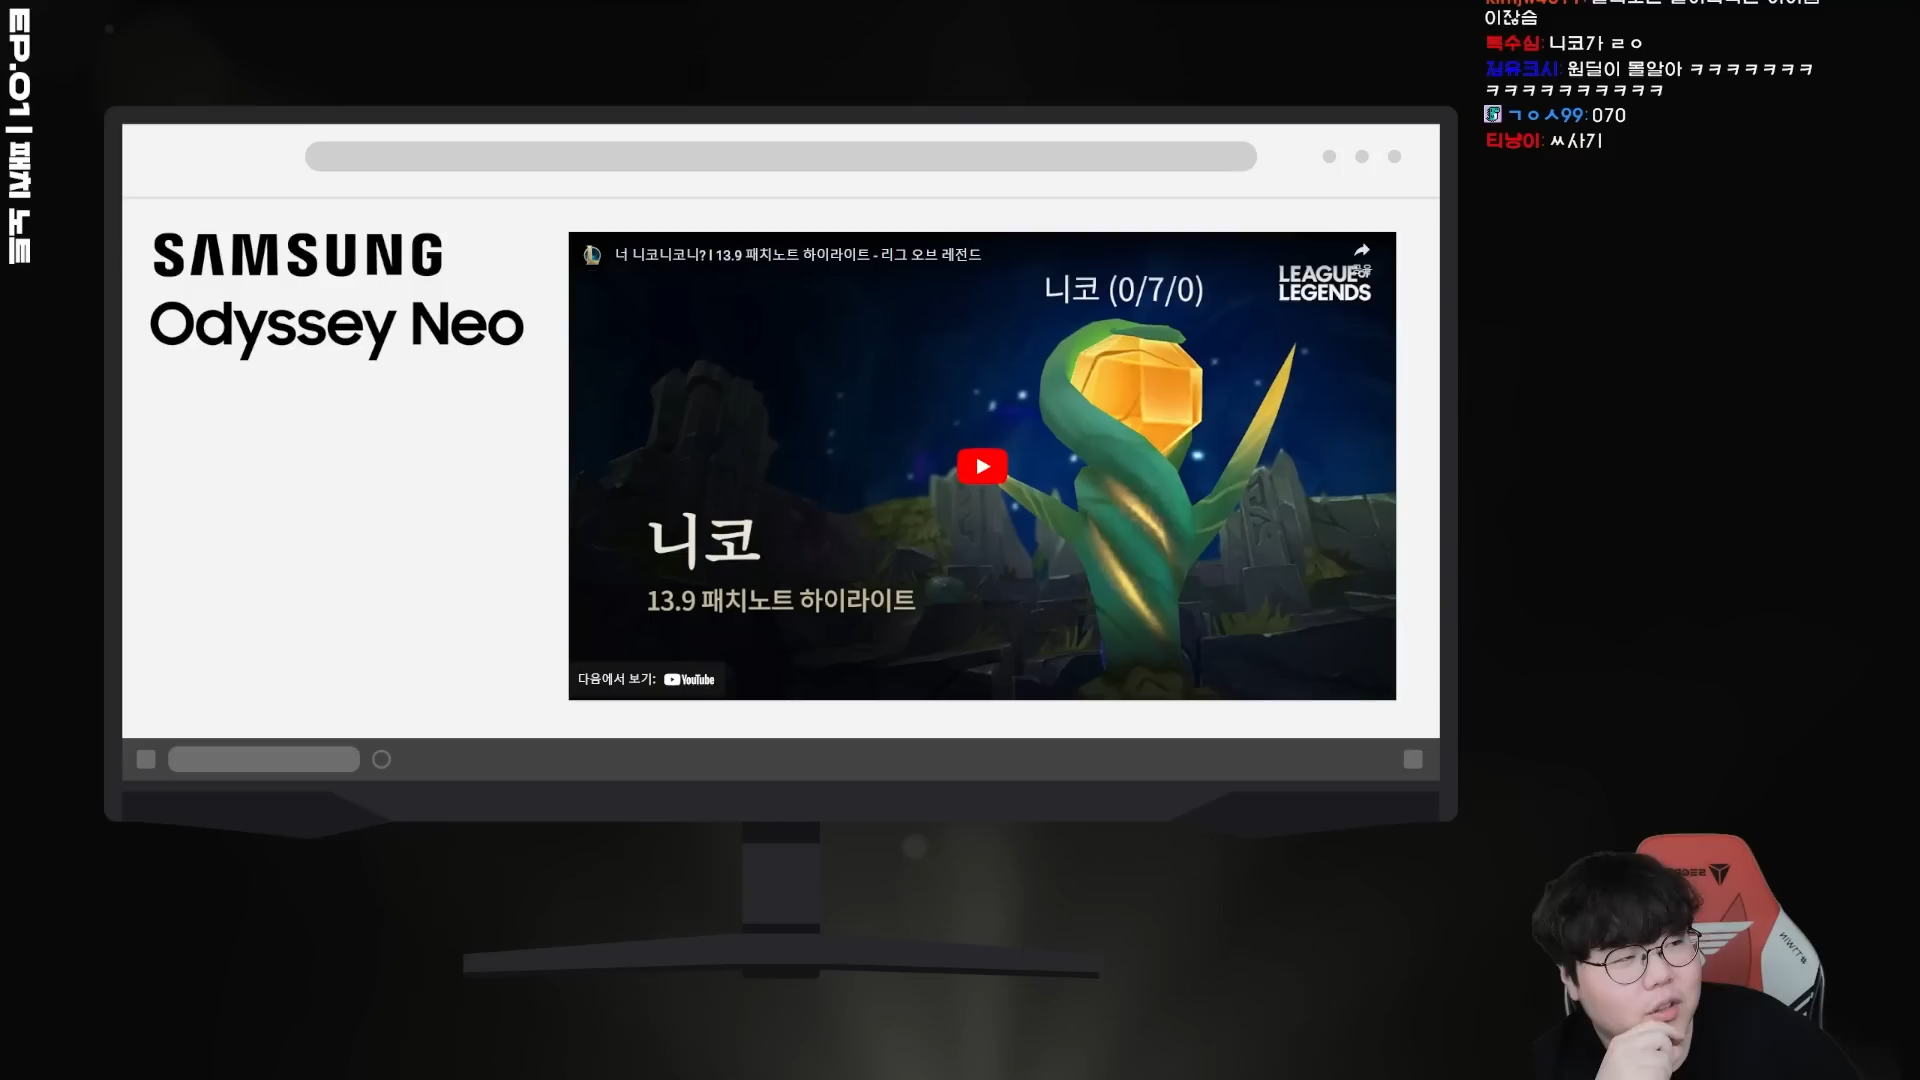 EP.01 | 패치 노트
SAMSUNG
Odyssey Neo
너 니코니코니? I 13.9 패치노트 하이라이트 - 리그 오브 레전드
니코 (0/7/0)
LEAGUE OF
LEGENDS
니코
13.9 패치노트 하이라이트
다음에서 보기: YouTube
이잖슴
특수심: 니코가 ㄹㅇ
원딜이 몰알아 ㅋㅋㅋㅋㅋㅋㅋ
ㅋㅋㅋㅋㅋㅋㅋㅋㅋㅋ
ㄱㅇㅅ99: 070
티냥이: ㅆ사기